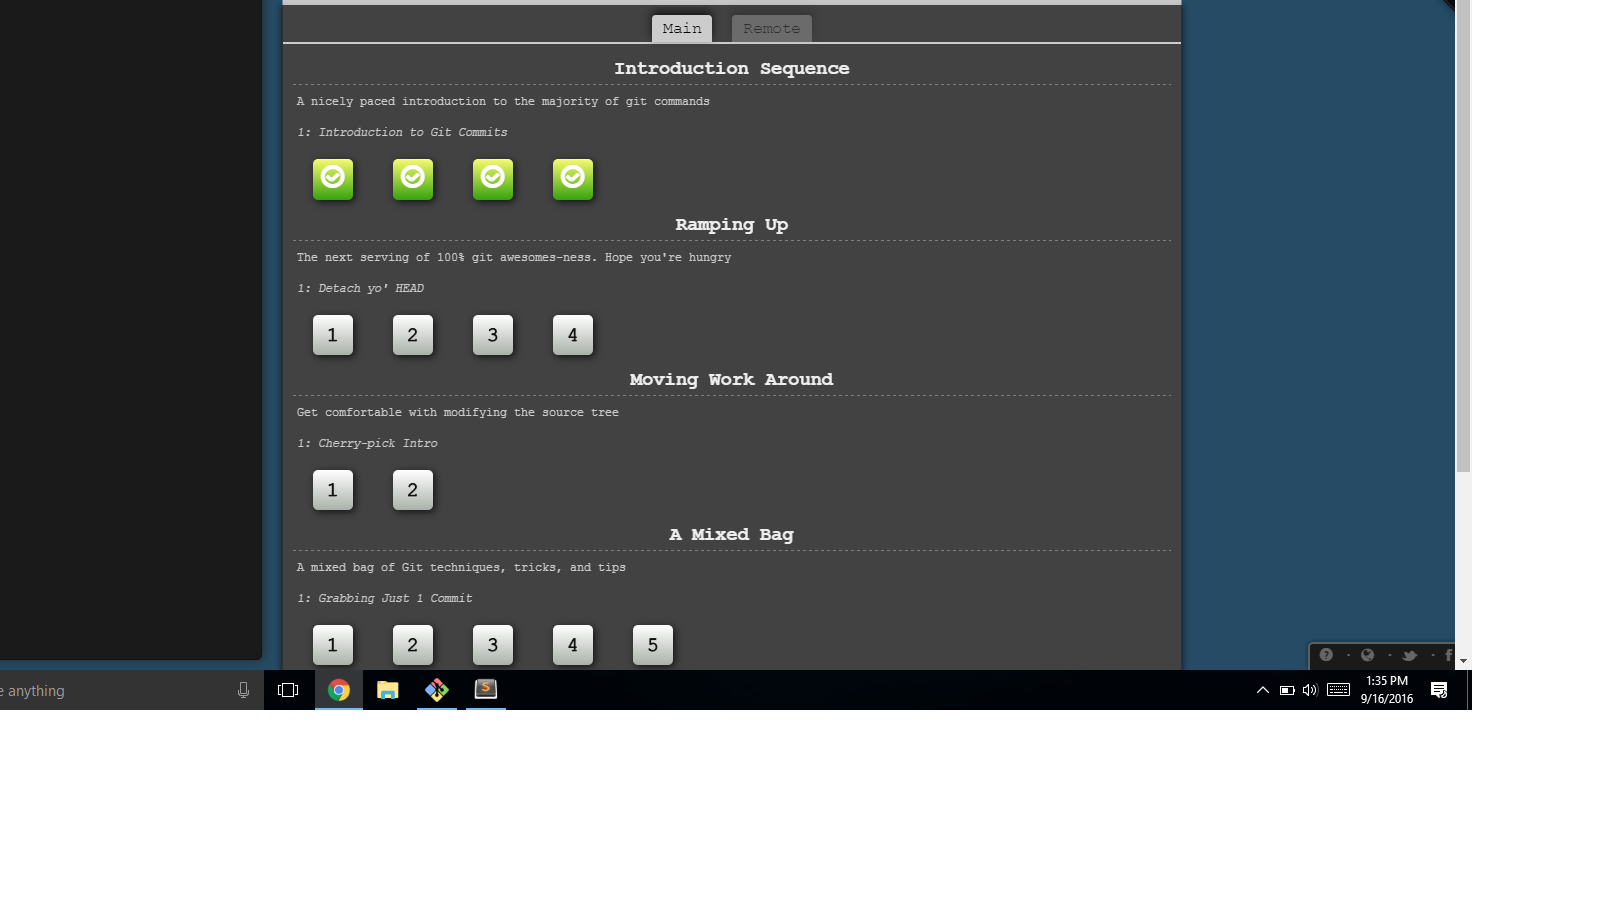 Main Remote
Introduction Sequence
A nicely paced introduction to the majority of git commands
1: Introduction to Git Commits
Ramping Up
The next serving of 100% git awesomes-ness. Hope you're hungry
1: Detach yo' HEAD
1 2 3 4
Moving Work Around
Get comfortable with modifying the source tree
1: Cherry-pick Intro
1 2
A Mixed Bag
A mixed bag of Git techniques, tricks, and tips
1: Grabbing Just 1 Commit
1 2 3 4 5
e anything
1:35 PM
9/16/2016